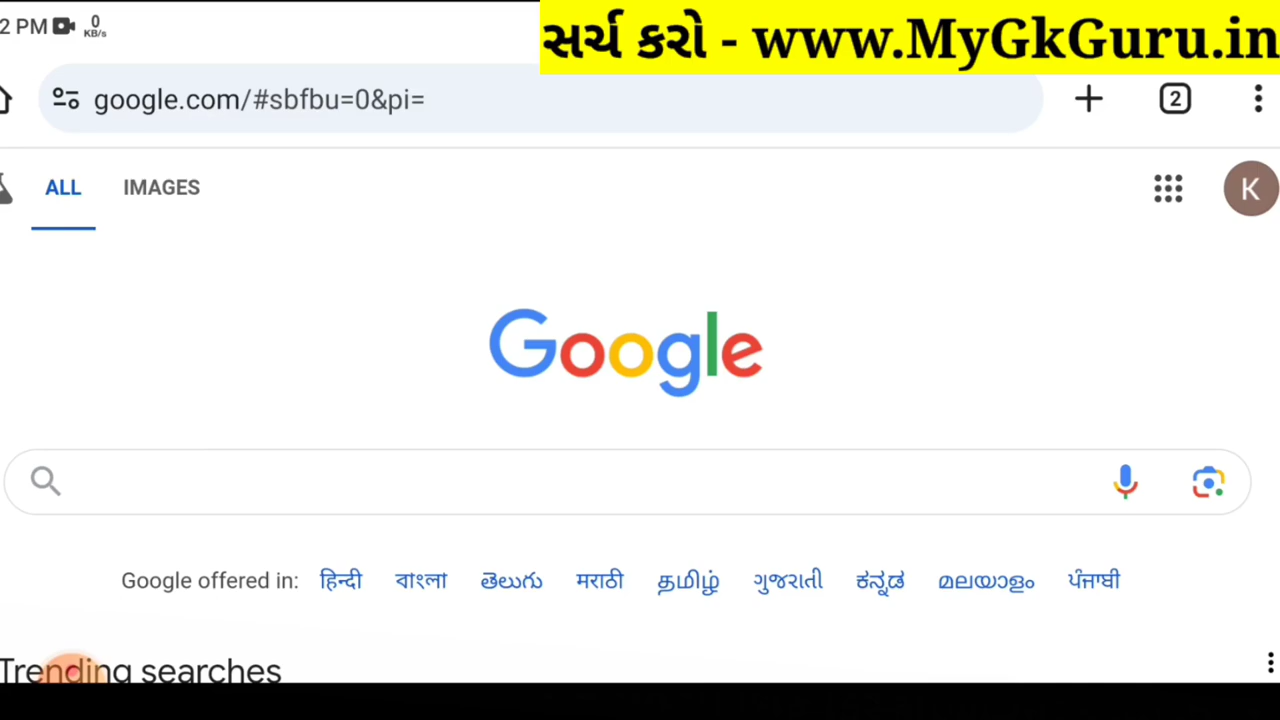 2 PM 0 KB/s
સર્ચ કરો - www.MyGkGuru.in
google.com/#sbfbu=0&pi=
2
ALL IMAGES
K
Google
Google offered in: हिन्दी বাংলা తెలుగు मराठी தமிழ் ગુજરાતી ಕನ್ನಡ മലയാളം ਪੰਜਾਬੀ
Trending searches